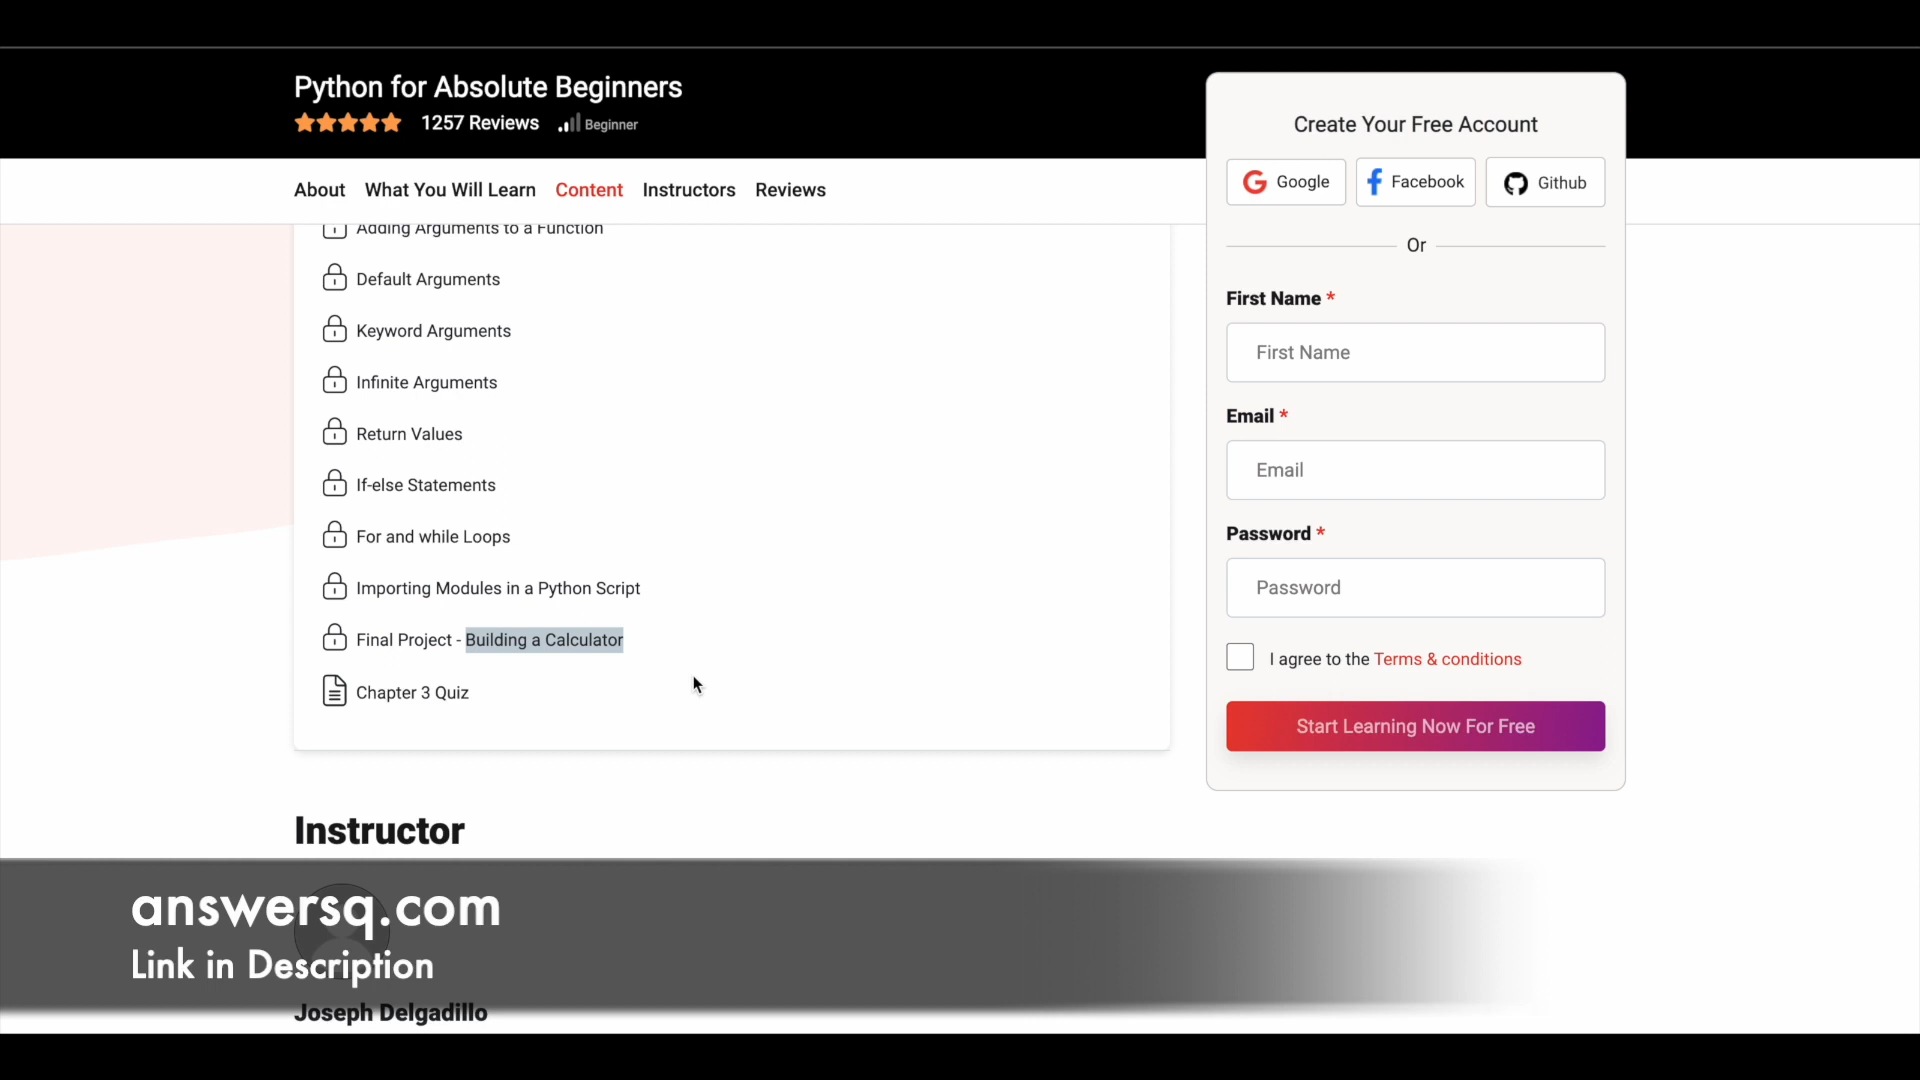 Python for Absolute Beginners
1257 Reviews Beginner
About What You Will Learn Content Instructors Reviews
Adding Arguments to a Function
Default Arguments
Keyword Arguments
Infinite Arguments
Return Values
If-else Statements
For and while Loops
Importing Modules in a Python Script
Final Project - Building a Calculator
Chapter 3 Quiz
Create Your Free Account
Google Facebook Github
Or
First Name *
First Name
Email *
Email
Password *
Password
I agree to the Terms & conditions
Start Learning Now For Free
Instructor
answersq.com
Link in Description
Joseph Delgadillo